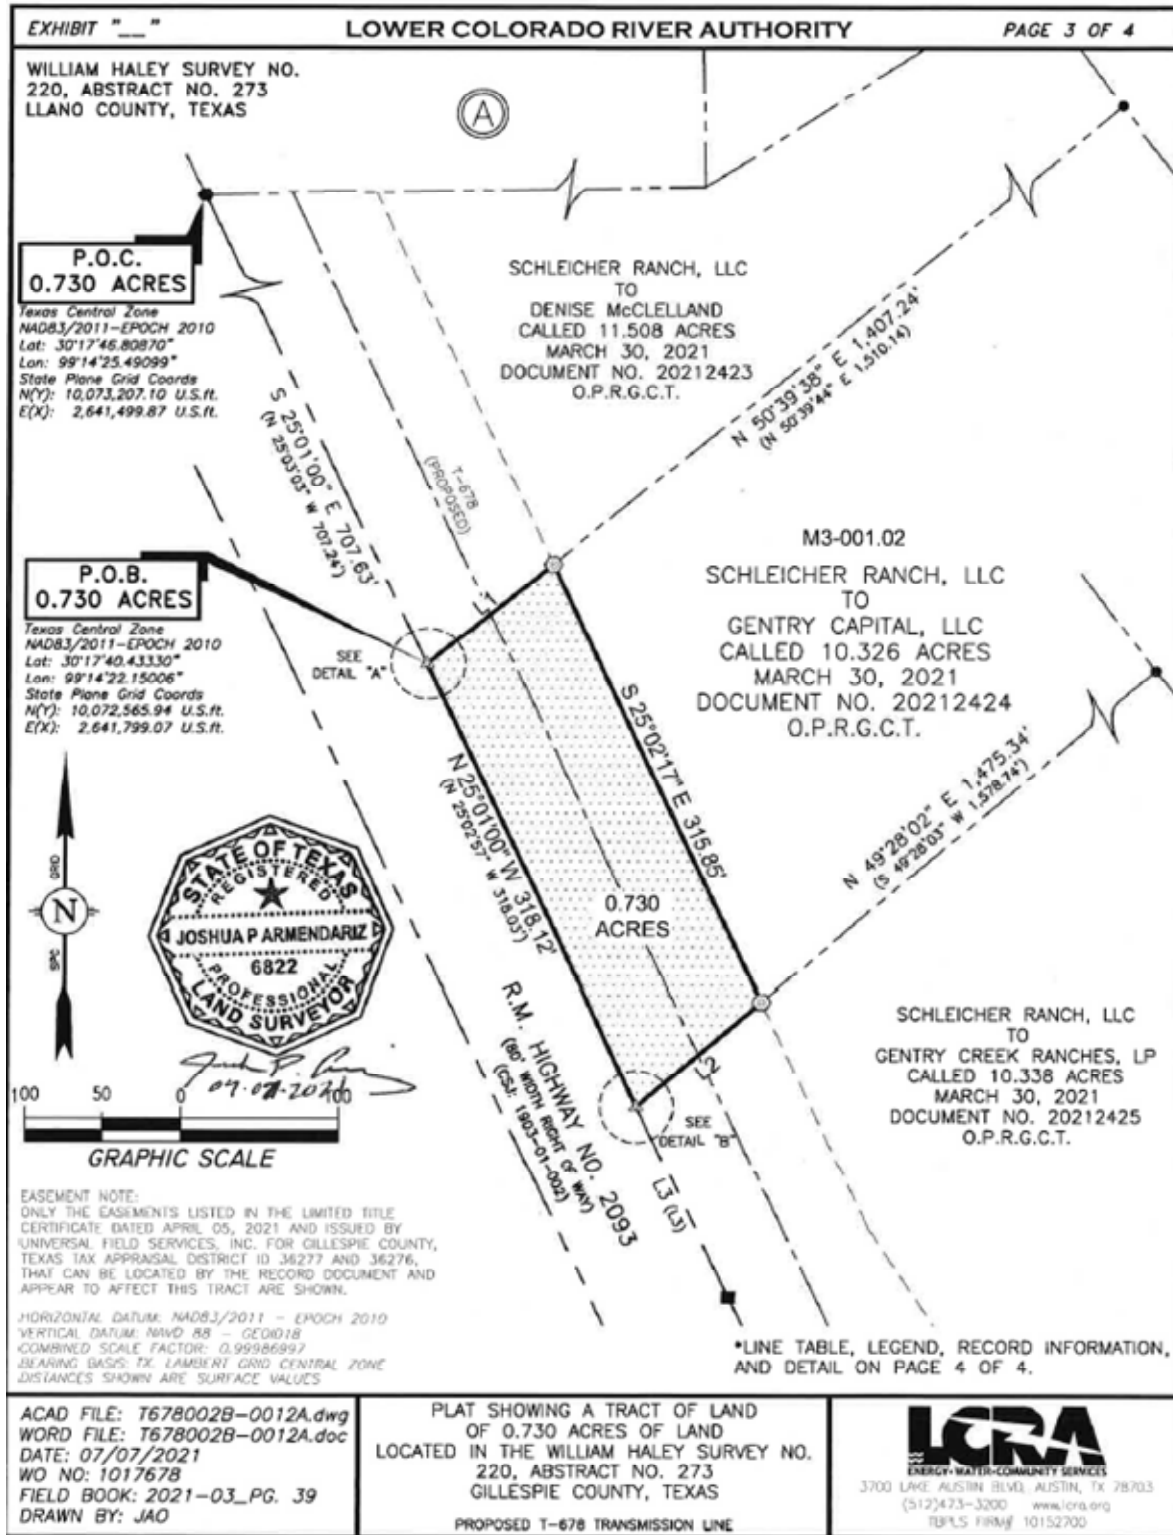 EXHIBIT "__"
LOWER COLORADO RIVER AUTHORITY
PAGE 3 OF 4
WILLIAM HALEY SURVEY NO.
220, ABSTRACT NO. 273
LLANO COUNTY, TEXAS
A
P.O.C.
0.730 ACRES
Texas Central Zone
NAD83/2011-EPOCH 2010
Lat: 30°17'46.80870"
Lon: 99°14'25.49099"
State Plane Grid Coords
N(Y): 10,073,207.10 U.S.ft.
E(X): 2,641,499.87 U.S.ft.
SCHLEICHER RANCH, LLC
TO
DENISE McCLELLAND
CALLED 11.508 ACRES
MARCH 30, 2021
DOCUMENT NO. 20212423
O.P.R.G.C.T.
N 50°39'38" E 1,407.24'
(N 50°39'44" E 1,510.14)
S 25°01'00" E 707.63'
(N 25°03'03" W 707.24')
T-678
(PROPOSED)
P.O.B.
0.730 ACRES
Texas Central Zone
NAD83/2011-EPOCH 2010
Lat: 30°17'40.43330"
Lon: 99°14'22.15006"
State Plane Grid Coords
N(Y): 10,072,565.94 U.S.ft.
E(X): 2,641,799.07 U.S.ft.
L1
SEE
DETAIL "A"
M3-001.02
SCHLEICHER RANCH, LLC
TO
GENTRY CAPITAL, LLC
CALLED 10.326 ACRES
MARCH 30, 2021
DOCUMENT NO. 20212424
O.P.R.G.C.T.
S 25°02'17" E 315.85'
N 25°01'00" W 318.12'
(N 25°02'57" W 318.03')
N 49°28'02" E 1,475.34'
(S 49°28'03" W 1,578.74')
0.730
ACRES
GRID
N
SPC
STATE OF TEXAS
REGISTERED
JOSHUA P ARMENDARIZ
6822
PROFESSIONAL
LAND SURVEYOR
R.M. HIGHWAY NO. 2093
(80' WIDTH RIGHT OF WAY)
(CSJ: 1903-01-002)
L2
SEE
DETAIL "B"
L3 (L3)
SCHLEICHER RANCH, LLC
TO
GENTRY CREEK RANCHES, LP
CALLED 10.338 ACRES
MARCH 30, 2021
DOCUMENT NO. 20212425
O.P.R.G.C.T.
100 50 0 100
GRAPHIC SCALE
EASEMENT NOTE:
ONLY THE EASEMENTS LISTED IN THE LIMITED TITLE
CERTIFICATE DATED APRIL 05, 2021 AND ISSUED BY
UNIVERSAL FIELD SERVICES, INC. FOR GILLESPIE COUNTY,
TEXAS TAX APPRAISAL DISTRICT ID 36277 AND 36276,
THAT CAN BE LOCATED BY THE RECORD DOCUMENT AND
APPEAR TO AFFECT THIS TRACT ARE SHOWN.
HORIZONTAL DATUM: NAD83/2011 - EPOCH 2010
VERTICAL DATUM: NAVD 88 - GEOID18
COMBINED SCALE FACTOR: 0.99986997
BEARING BASIS: TX. LAMBERT GRID CENTRAL ZONE
DISTANCES SHOWN ARE SURFACE VALUES
*LINE TABLE, LEGEND, RECORD INFORMATION,
AND DETAIL ON PAGE 4 OF 4.
ACAD FILE: T678002B-0012A.dwg
WORD FILE: T678002B-0012A.doc
DATE: 07/07/2021
WO NO: 1017678
FIELD BOOK: 2021-03_PG. 39
DRAWN BY: JAO
PLAT SHOWING A TRACT OF LAND
OF 0.730 ACRES OF LAND
LOCATED IN THE WILLIAM HALEY SURVEY NO.
220, ABSTRACT NO. 273
GILLESPIE COUNTY, TEXAS
PROPOSED T-678 TRANSMISSION LINE
LCRA
ENERGY•WATER•COMMUNITY SERVICES
3700 LAKE AUSTIN BLVD. AUSTIN, TX 78703
(512)473-3200 www.lcra.org
TBPLS FIRM# 10152700